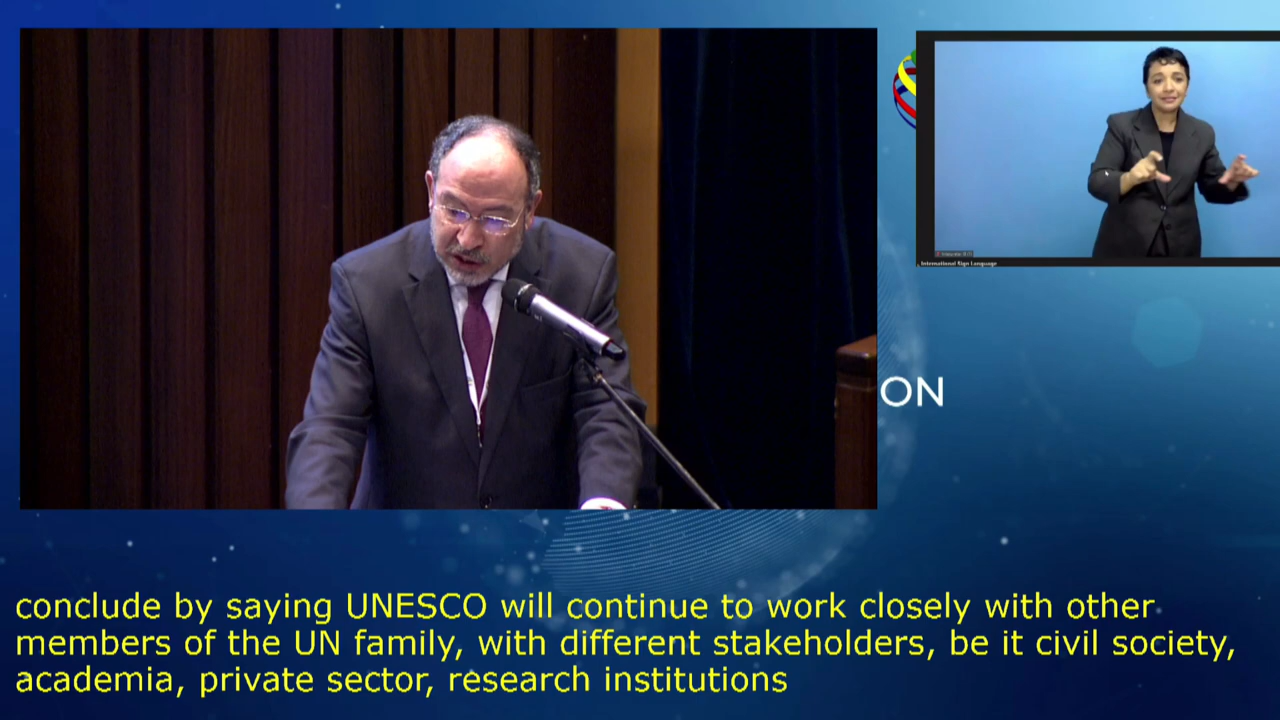 International Sign Language
ON
conclude by saying UNESCO will continue to work closely with other
members of the UN family, with different stakeholders, be it civil society,
academia, private sector, research institutions